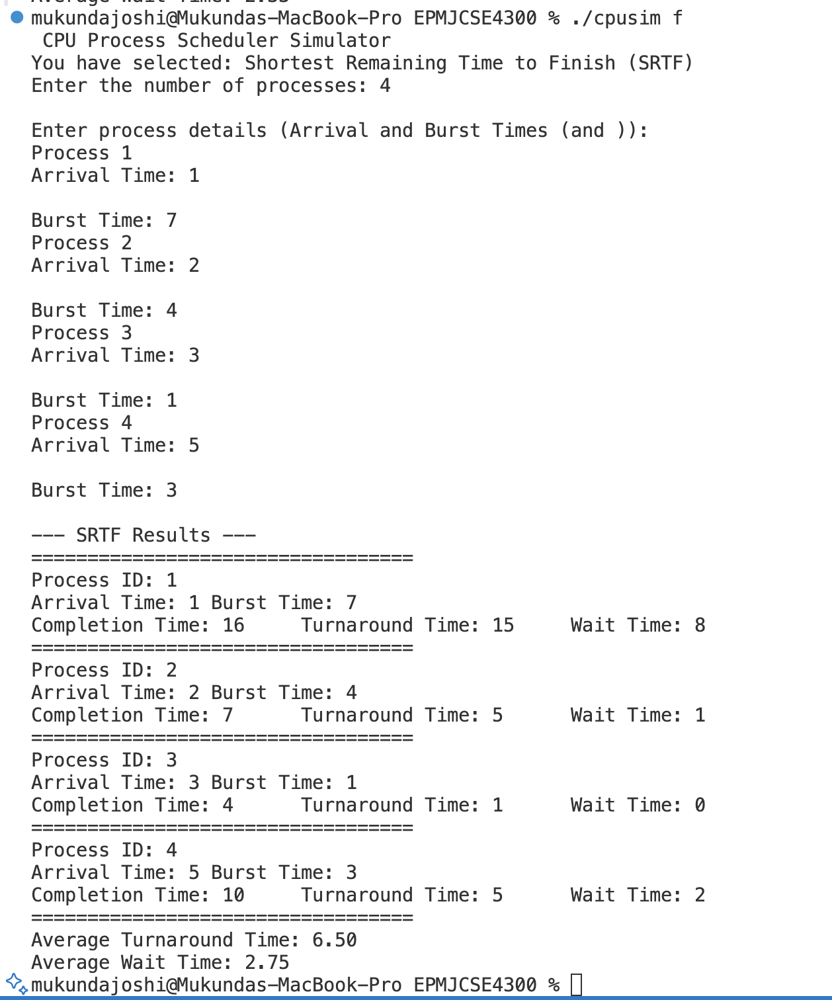 Average Wait Time: 2.33
mukundajoshi@Mukundas-MacBook-Pro EPMJCSE4300 % ./cpusim f
CPU Process Scheduler Simulator
You have selected: Shortest Remaining Time to Finish (SRTF)
Enter the number of processes: 4
Enter process details (Arrival and Burst Times (and )):
Process 1
Arrival Time: 1
Burst Time: 7
Process 2
Arrival Time: 2
Burst Time: 4
Process 3
Arrival Time: 3
Burst Time: 1
Process 4
Arrival Time: 5
Burst Time: 3
--- SRTF Results ---
==================================
Process ID: 1
Arrival Time: 1 Burst Time: 7
Completion Time: 16     Turnaround Time: 15     Wait Time: 8
==================================
Process ID: 2
Arrival Time: 2 Burst Time: 4
Completion Time: 7      Turnaround Time: 5      Wait Time: 1
==================================
Process ID: 3
Arrival Time: 3 Burst Time: 1
Completion Time: 4      Turnaround Time: 1      Wait Time: 0
==================================
Process ID: 4
Arrival Time: 5 Burst Time: 3
Completion Time: 10     Turnaround Time: 5      Wait Time: 2
==================================
Average Turnaround Time: 6.50
Average Wait Time: 2.75
mukundajoshi@Mukundas-MacBook-Pro EPMJCSE4300 %